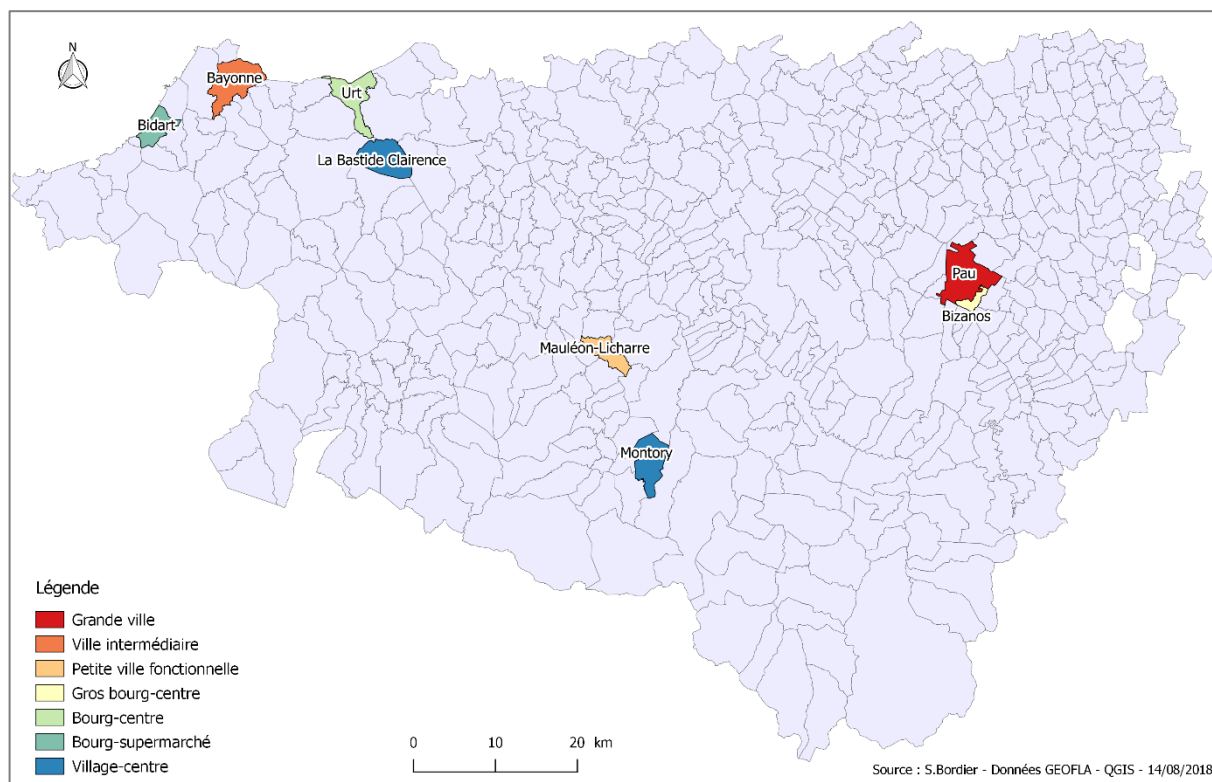 N
Bayonne
Urt
Bidart
La Bastide Clairence
Pau
Bizanos
Mauléon-Licharre
Montory
Légende
Grande ville
Ville intermédiaire
Petite ville fonctionnelle
Gros bourg-centre
Bourg-centre
Bourg-supermarché
Village-centre
0 10 20 km
Source : S.Bordier - Données GEOFLA - QGIS - 14/08/2018